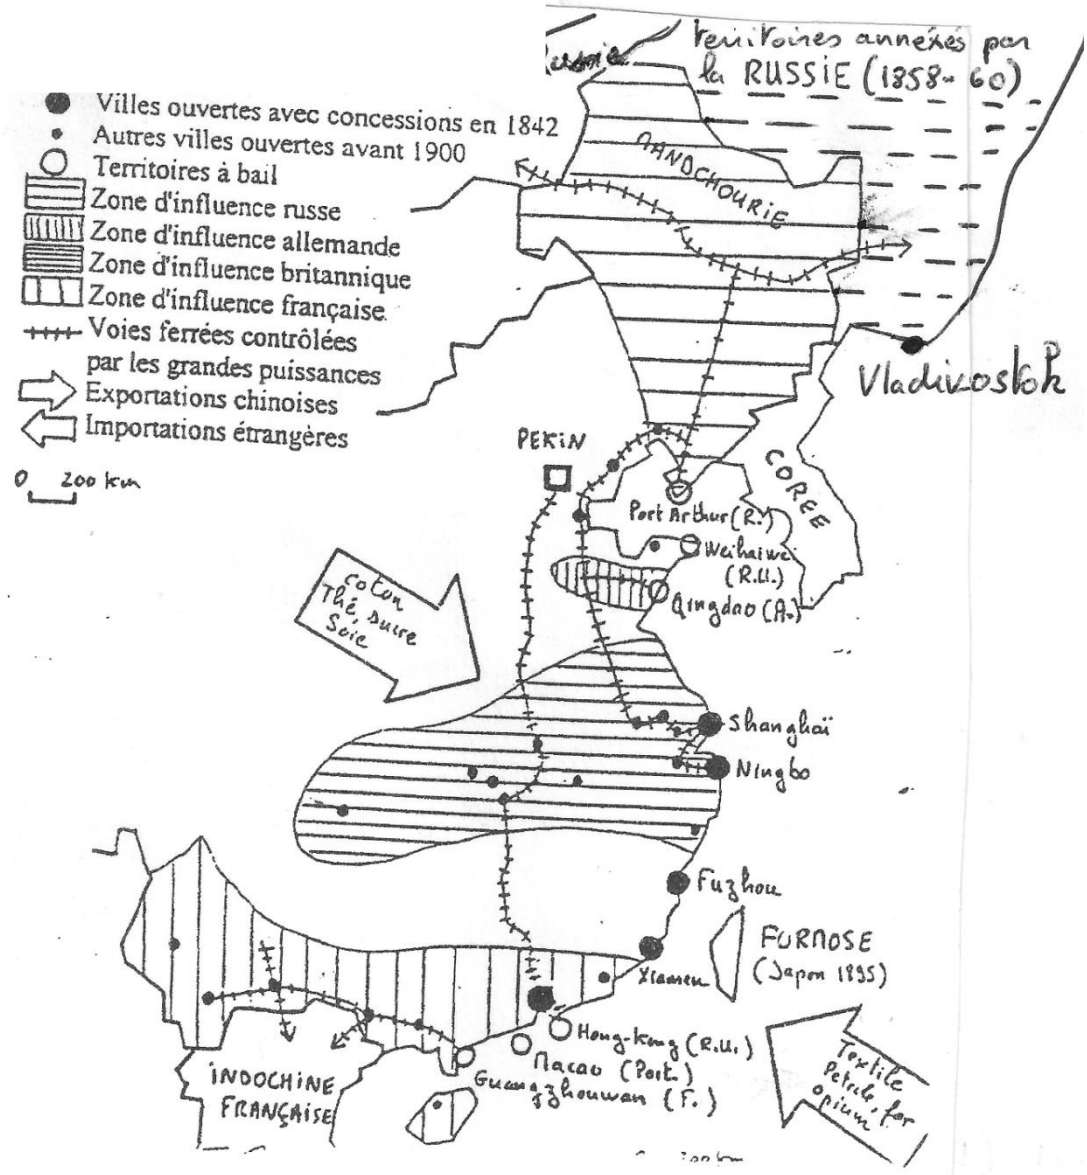 territoires annexés par
la RUSSIE (1858-60)
Russie
Villes ouvertes avec concessions en 1842
Autres villes ouvertes avant 1900
Territoires à bail
Zone d'influence russe
Zone d'influence allemande
Zone d'influence britannique
Zone d'influence française
Voies ferrées contrôlées
par les grandes puissances
Exportations chinoises
Importations étrangères
0 200 km
MANDCHOURIE
Vladivostok
PEKIN
COREE
Port Arthur (R.)
Weihaiwei
(R.U.)
Qingdao (A.)
coton
Thé, sucre
Soie
Shanghaï
Ningbo
Fuzhou
FORMOSE
(Japon 1895)
Xiamen
Hong-Kong (R.U.)
Macao (Port.)
Guangzhouwan (F.)
INDOCHINE
FRANÇAISE
Textile
Pétrole, fer
opium
200 km